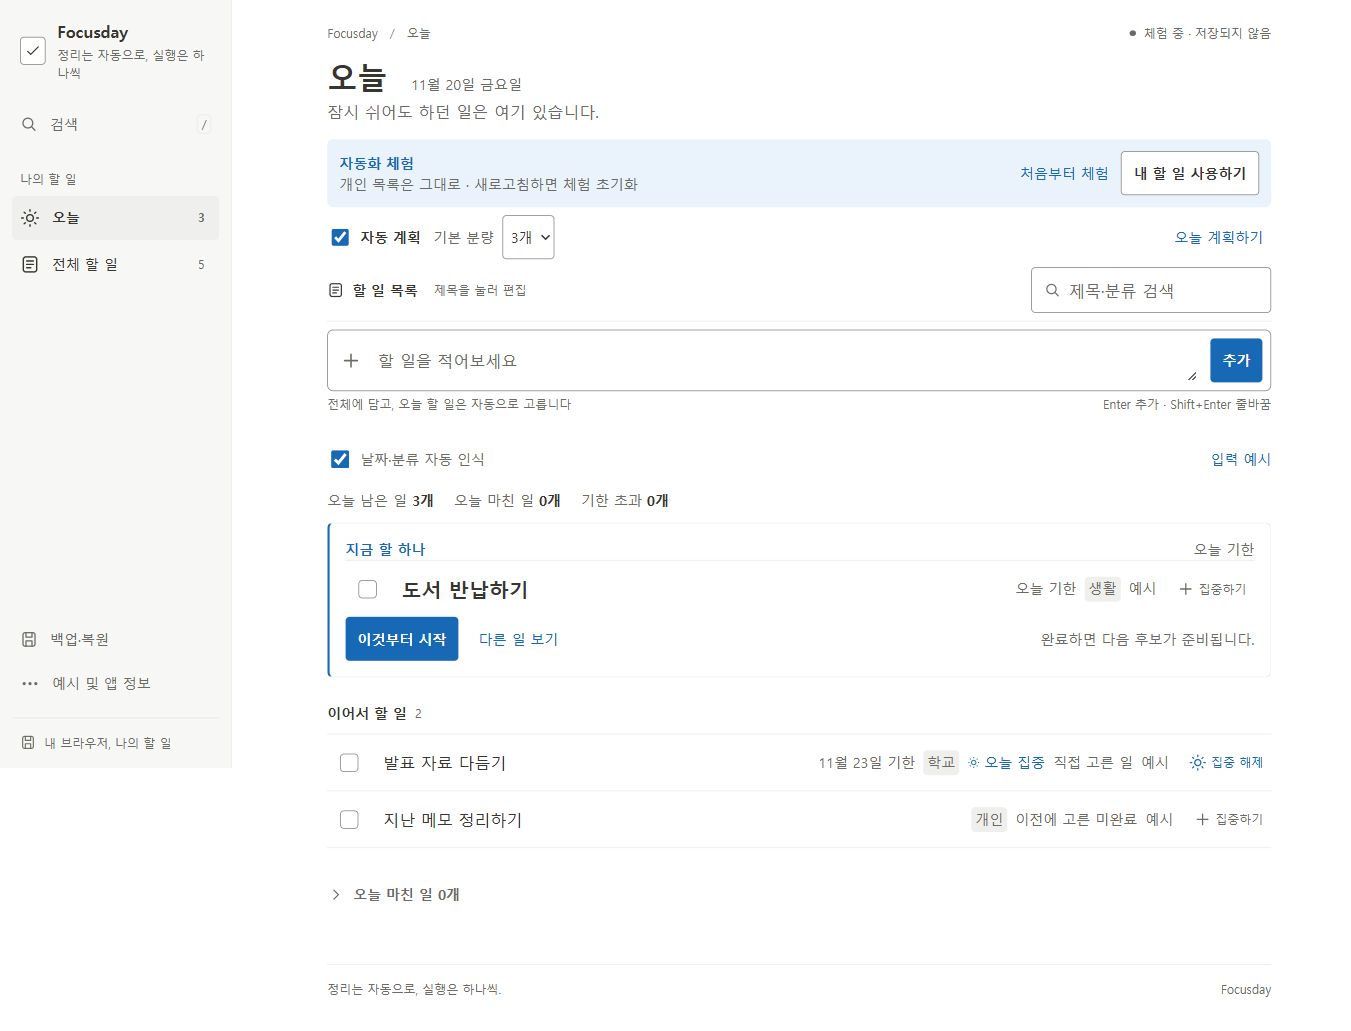 Focusday
정리는 자동으로, 실행은 하
나씩
검색 /
나의 할 일
오늘 3
전체 할 일 5
백업·복원
예시 및 앱 정보
내 브라우저, 나의 할 일
Focusday / 오늘
체험 중 · 저장되지 않음
오늘 11월 20일 금요일
잠시 쉬어도 하던 일은 여기 있습니다.
자동화 체험
개인 목록은 그대로 · 새로고침하면 체험 초기화
처음부터 체험 내 할 일 사용하기
자동 계획 기본 분량 3개 오늘 계획하기
할 일 목록 제목을 눌러 편집 제목·분류 검색
할 일을 적어보세요 추가
전체에 담고, 오늘 할 일은 자동으로 고릅니다 Enter 추가 · Shift+Enter 줄바꿈
날짜·분류 자동 인식 입력 예시
오늘 남은 일 3개 오늘 마친 일 0개 기한 초과 0개
지금 할 하나 오늘 기한
도서 반납하기 오늘 기한 생활 예시 집중하기
이것부터 시작 다른 일 보기 완료하면 다음 후보가 준비됩니다.
이어서 할 일 2
발표 자료 다듬기 11월 23일 기한 학교 오늘 집중 직접 고른 일 예시 집중 해제
지난 메모 정리하기 개인 이전에 고른 미완료 예시 집중하기
오늘 마친 일 0개
정리는 자동으로, 실행은 하나씩. Focusday